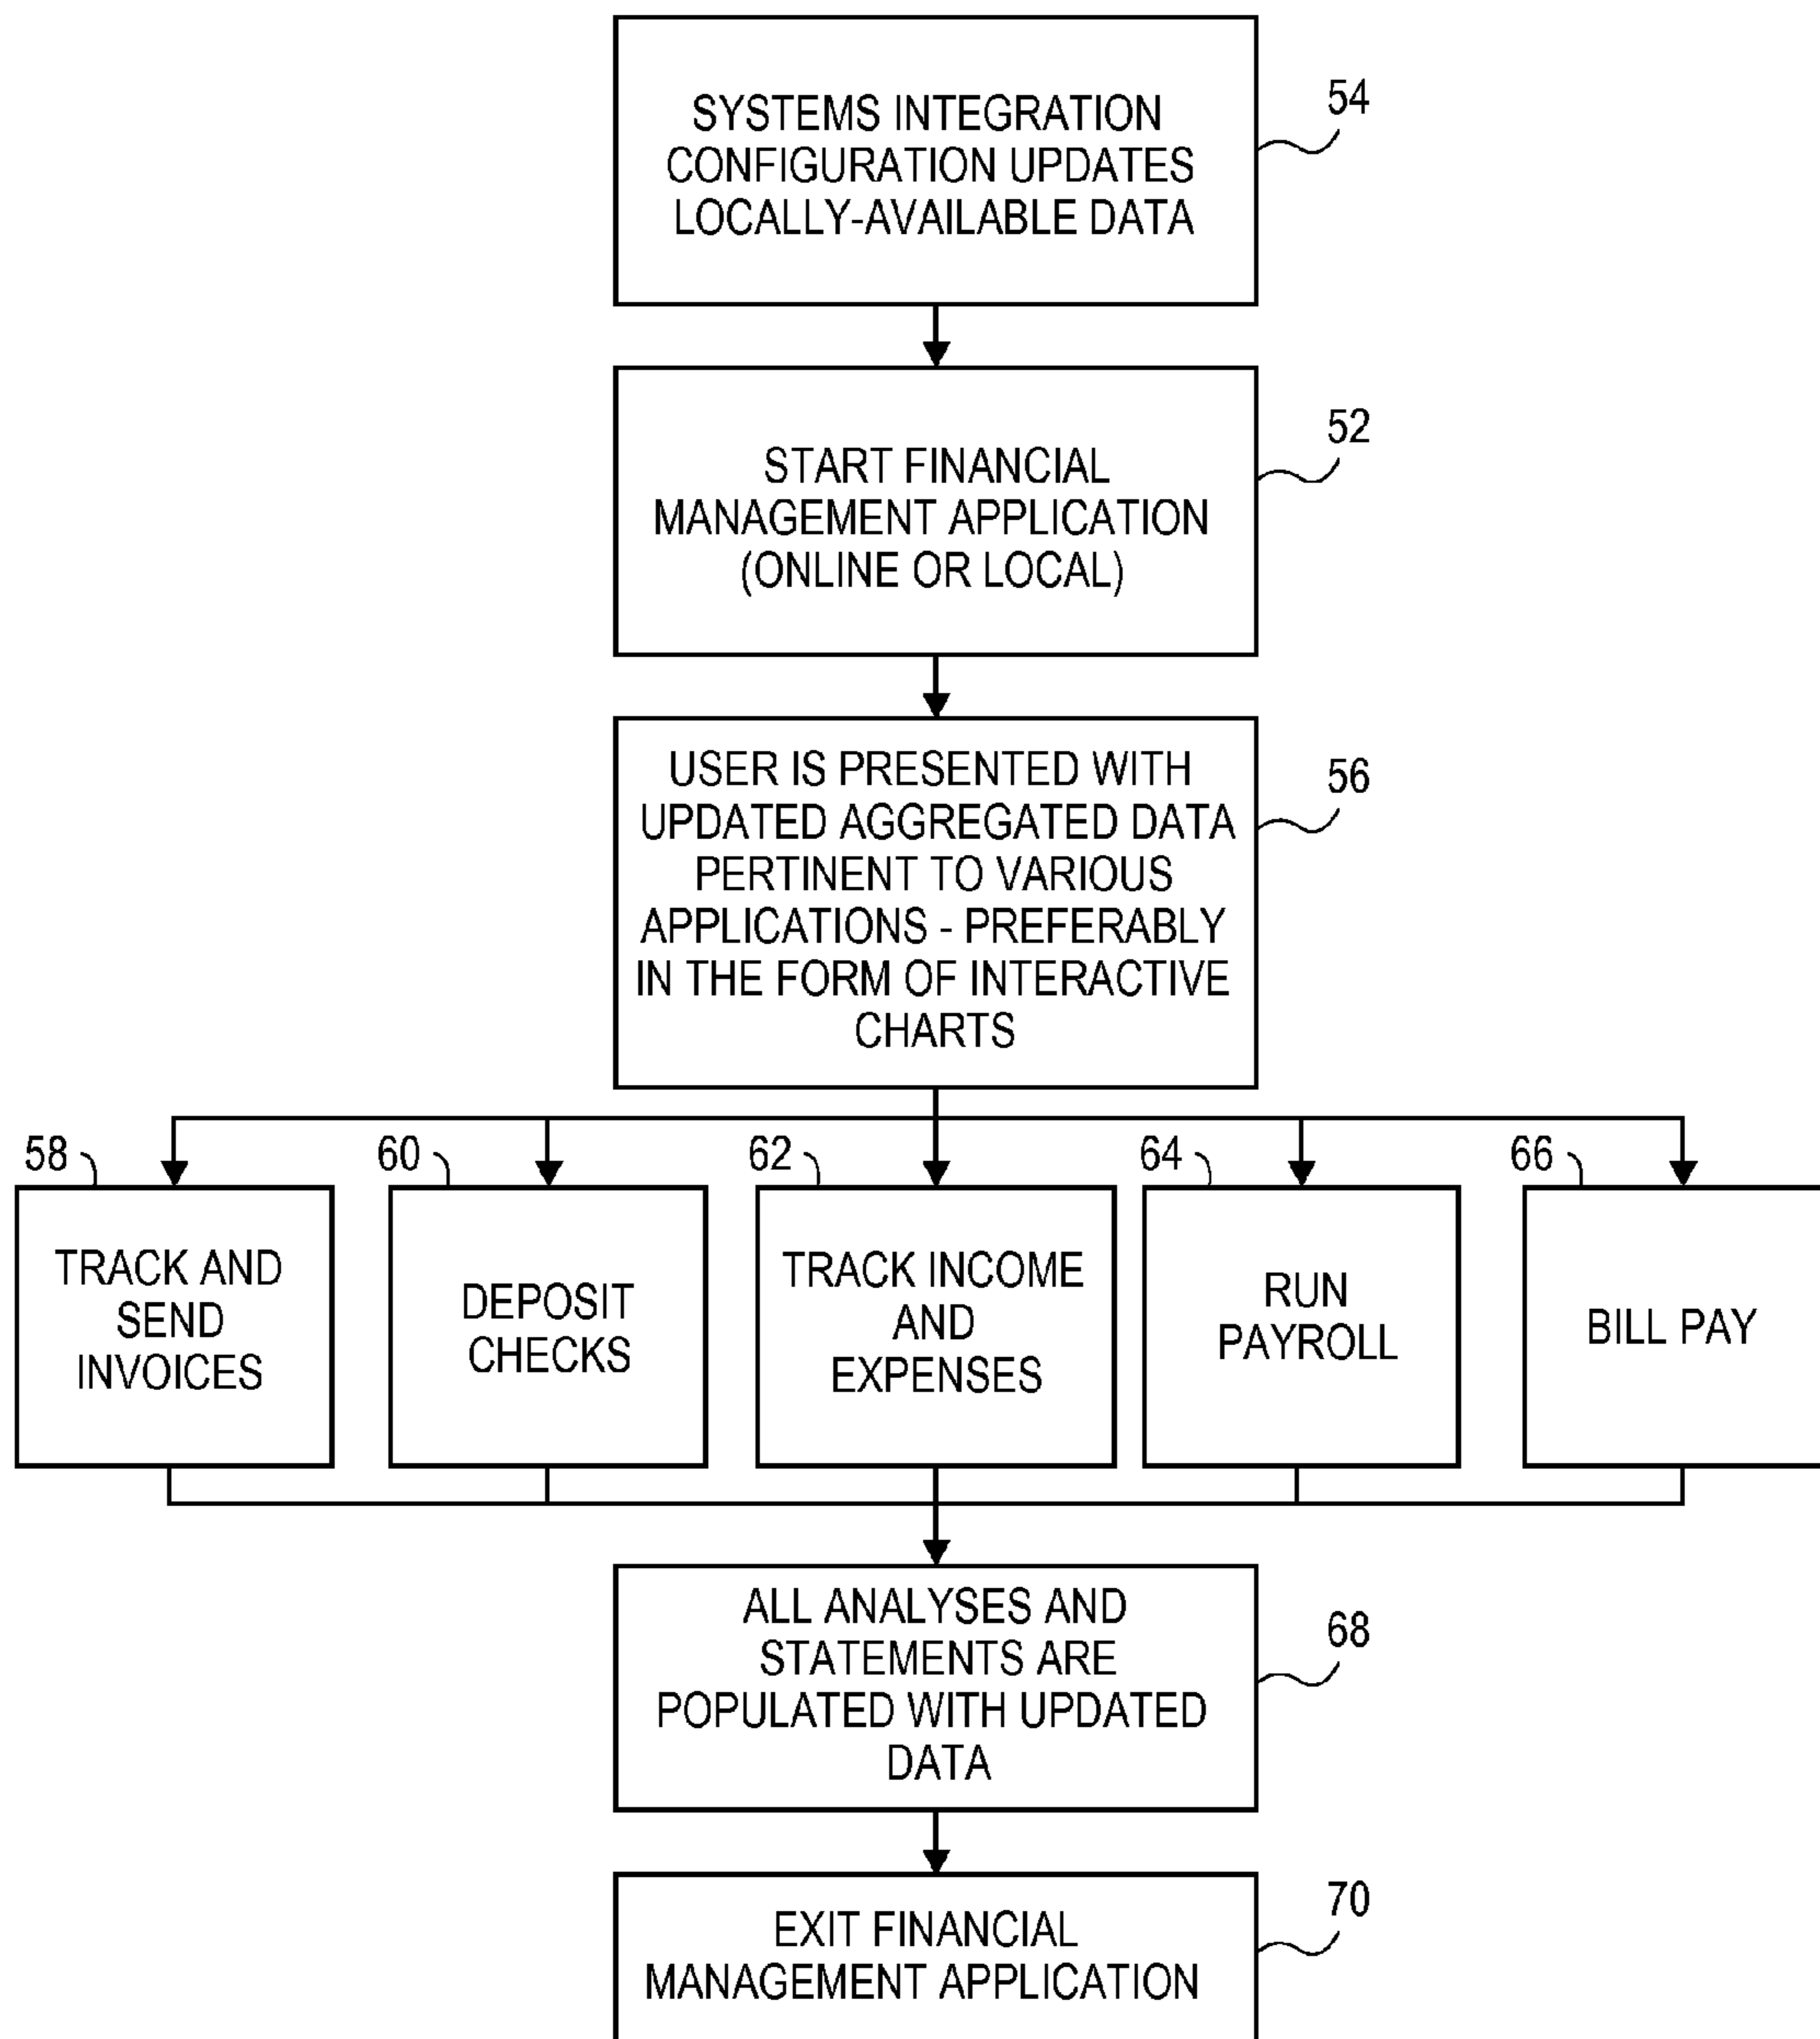 SYSTEMS INTEGRATION
CONFIGURATION UPDATES
LOCALLY-AVAILABLE DATA
54
START FINANCIAL
MANAGEMENT APPLICATION
(ONLINE OR LOCAL)
52
USER IS PRESENTED WITH
UPDATED AGGREGATED DATA
PERTINENT TO VARIOUS
APPLICATIONS - PREFERABLY
IN THE FORM OF INTERACTIVE
CHARTS
56
58
TRACK AND
SEND
INVOICES
60
DEPOSIT
CHECKS
62
TRACK INCOME
AND
EXPENSES
64
RUN
PAYROLL
66
BILL PAY
ALL ANALYSES AND
STATEMENTS ARE
POPULATED WITH UPDATED
DATA
68
EXIT FINANCIAL
MANAGEMENT APPLICATION
70